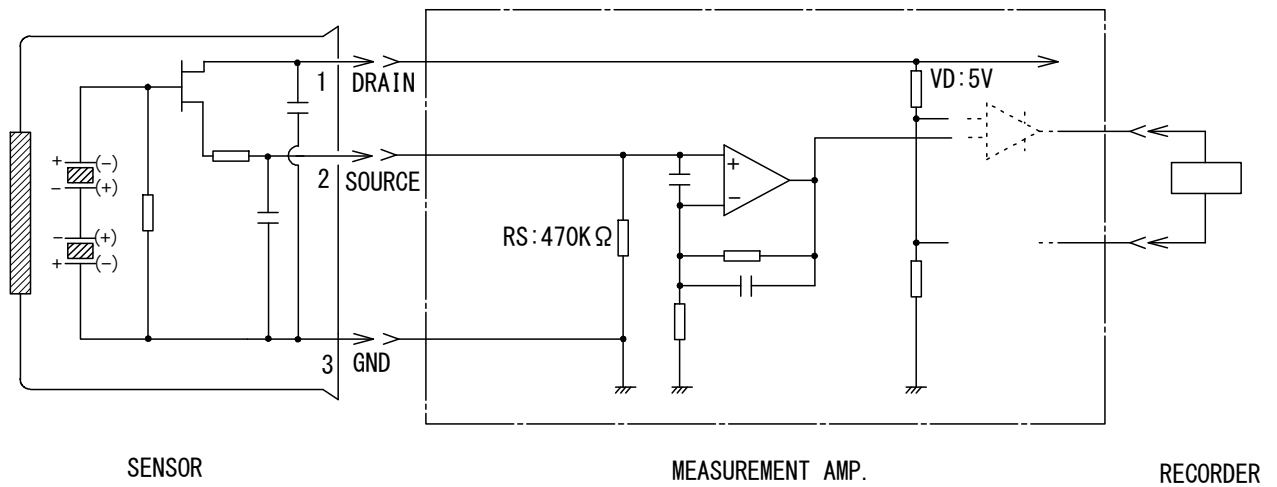 1 DRAIN
VD:5V
+ (-)
- (+)
2 SOURCE
+
-
RS:470KΩ
- (+)
+ (-)
3 GND
SENSOR
MEASUREMENT AMP.
RECORDER